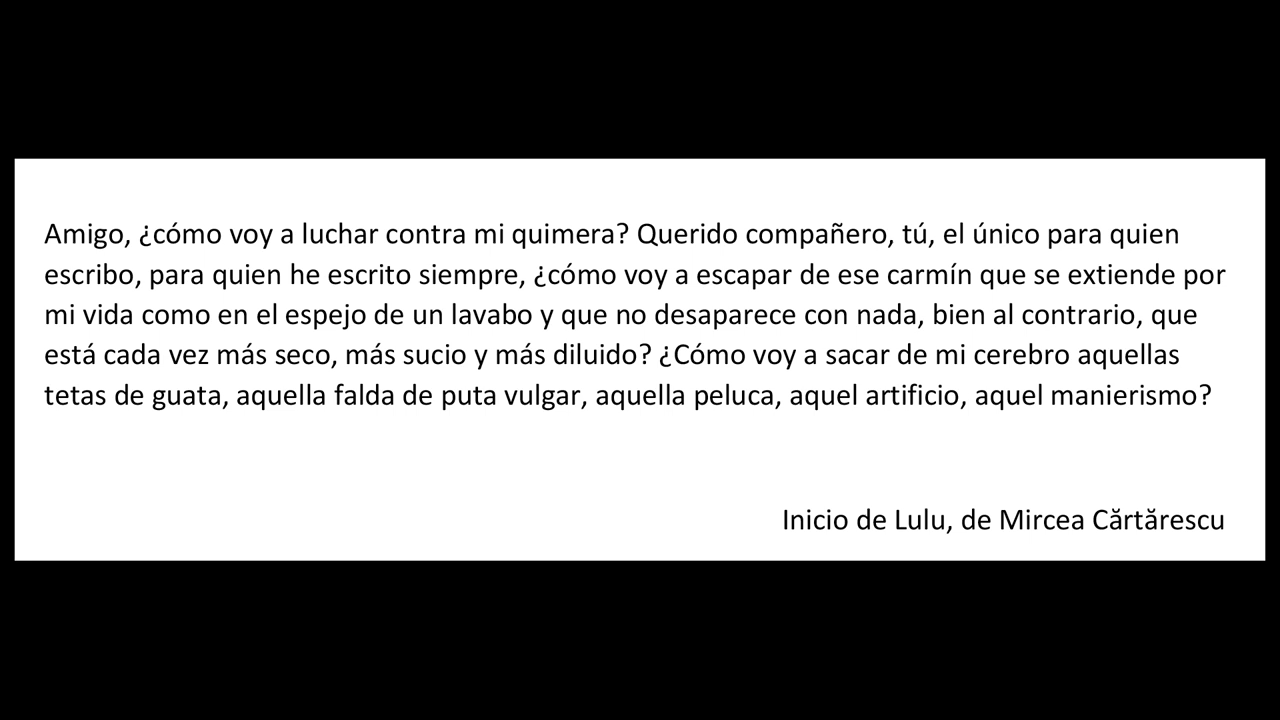 Amigo, ¿cómo voy a luchar contra mi quimera? Querido compañero, tú, el único para quien
escribo, para quien he escrito siempre, ¿cómo voy a escapar de ese carmín que se extiende por
mi vida como en el espejo de un lavabo y que no desaparece con nada, bien al contrario, que
está cada vez más seco, más sucio y más diluido? ¿Cómo voy a sacar de mi cerebro aquellas
tetas de guata, aquella falda de puta vulgar, aquella peluca, aquel artificio, aquel manierismo?
Inicio de Lulu, de Mircea Cărtărescu